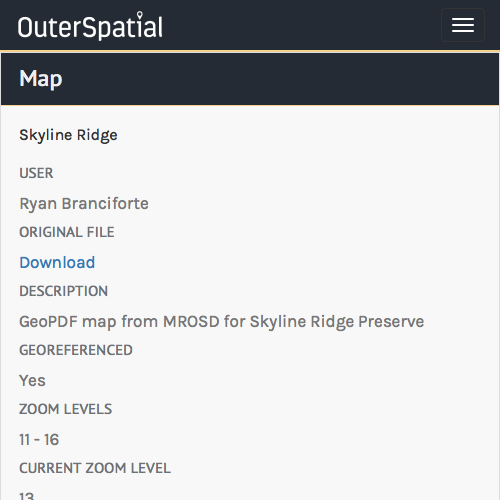 OuterSpatial
Map
Skyline Ridge
USER
Ryan Branciforte
ORIGINAL FILE
Download
DESCRIPTION
GeoPDF map from MROSD for Skyline Ridge Preserve
GEOREFERENCED
Yes
ZOOM LEVELS
11 - 16
CURRENT ZOOM LEVEL
13